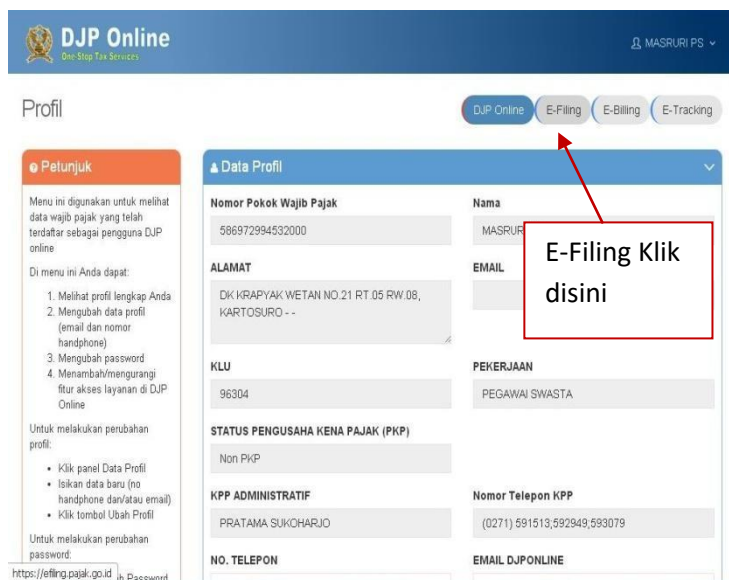 DJP Online
One Stop Tax Services
MASRURI PS
Profil
DJP Online
E-Filing
E-Billing
E-Tracking
Petunjuk
Menu ini digunakan untuk melihat
data wajib pajak yang telah
terdaftar sebagai pengguna DJP
online
Di menu ini Anda dapat:
1. Melihat profil lengkap Anda
2. Mengubah data profil
(email dan nomor
handphone)
3. Mengubah password
4. Menambah/mengurangi
fitur akses layanan di DJP
Online
Untuk melakukan perubahan
profil:
• Klik panel Data Profil
• Isikan data baru (no
handphone dan/atau email)
• Klik tombol Ubah Profil
Untuk melakukan perubahan
password:
Password
https://efiling.pajak.go.id
Data Profil
Nomor Pokok Wajib Pajak
586972994532000
Nama
MASRUR
ALAMAT
DK KRAPYAK WETAN NO.21 RT.05 RW.08,
KARTOSURO - -
EMAIL
E-Filing Klik
disini
KLU
96304
PEKERJAAN
PEGAWAI SWASTA
STATUS PENGUSAHA KENA PAJAK (PKP)
Non PKP
KPP ADMINISTRATIF
PRATAMA SUKOHARJO
Nomor Telepon KPP
(0271) 591513;592949;593079
NO. TELEPON
EMAIL DJPONLINE